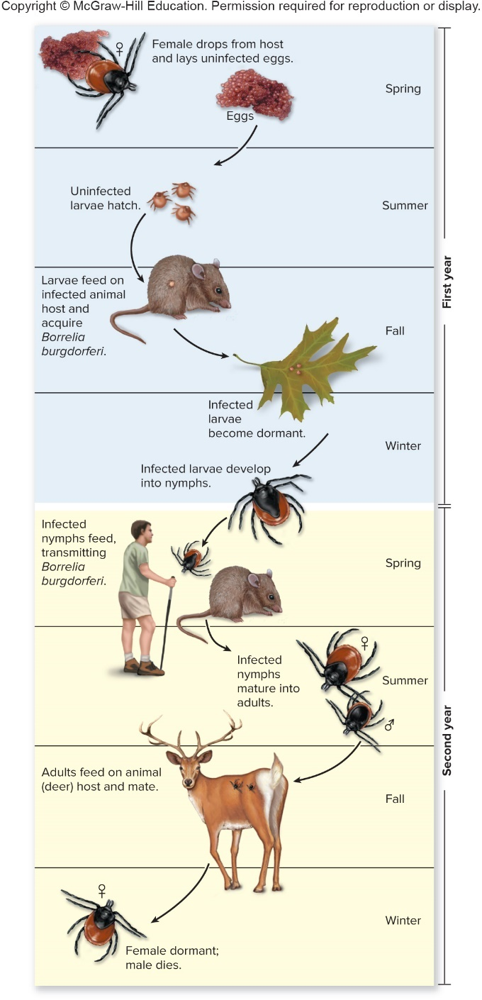 Copyright © McGraw-Hill Education. Permission required for reproduction or display.
♀
Female drops from host
and lays uninfected eggs.
Eggs
Spring
Uninfected
larvae hatch.
Summer
First year
Larvae feed on
infected animal
host and
acquire
Borrelia
burgdorferi.
Fall
Infected
larvae
become dormant.
Winter
Infected larvae develop
into nymphs.
Infected
nymphs feed,
transmitting
Borrelia
burgdorferi.
Spring
♀
Infected
nymphs
mature into
adults.
Summer
♂
Second year
Adults feed on animal
(deer) host and mate.
Fall
♀
Winter
Female dormant;
male dies.